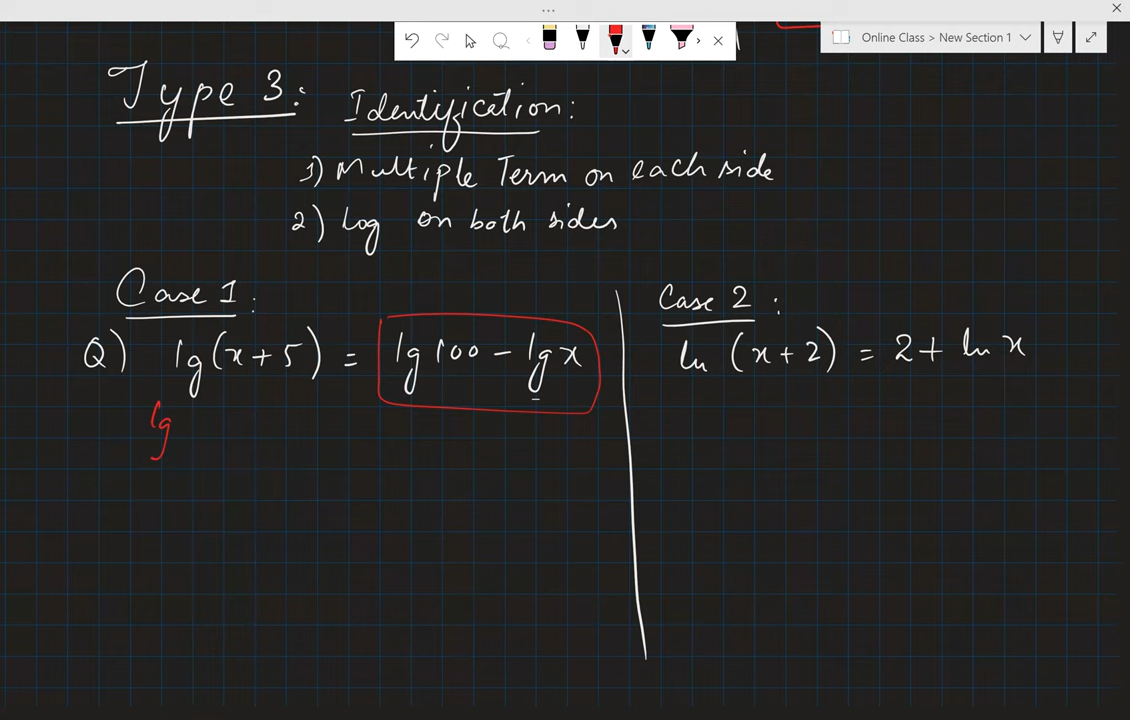 Online Class > New Section 1
Type 3:
Identification:
1) Multiple Term on each side
2) Log on both sides
Case 1:
Q) lg(x+5) = lg 100 - lg x
lg
Case 2:
ln (x+2) = 2 + ln x